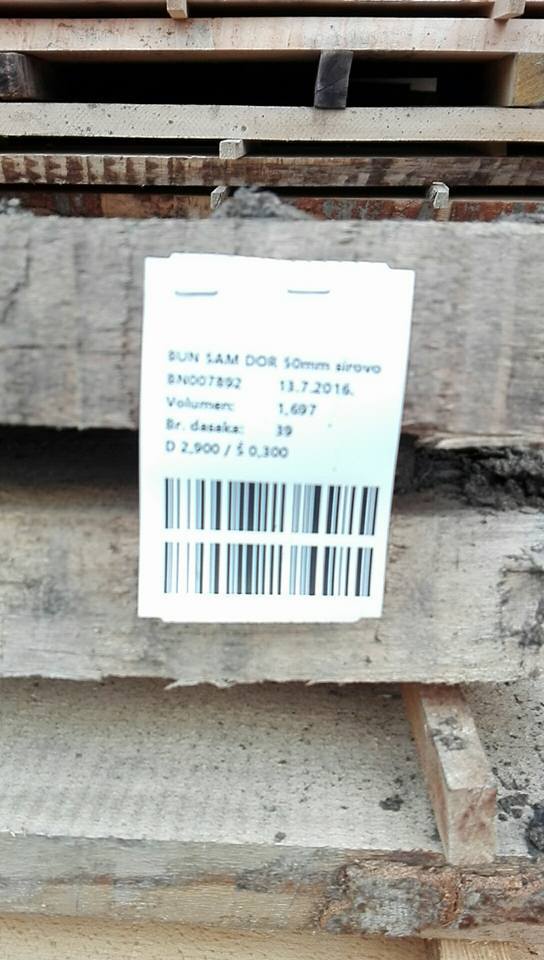 BUN SAM DOR 50mm sirovo
BN007892 13.7.2016.
Volumen: 1,697
Br. dasaka: 39
D 2,900 / Š 0,300